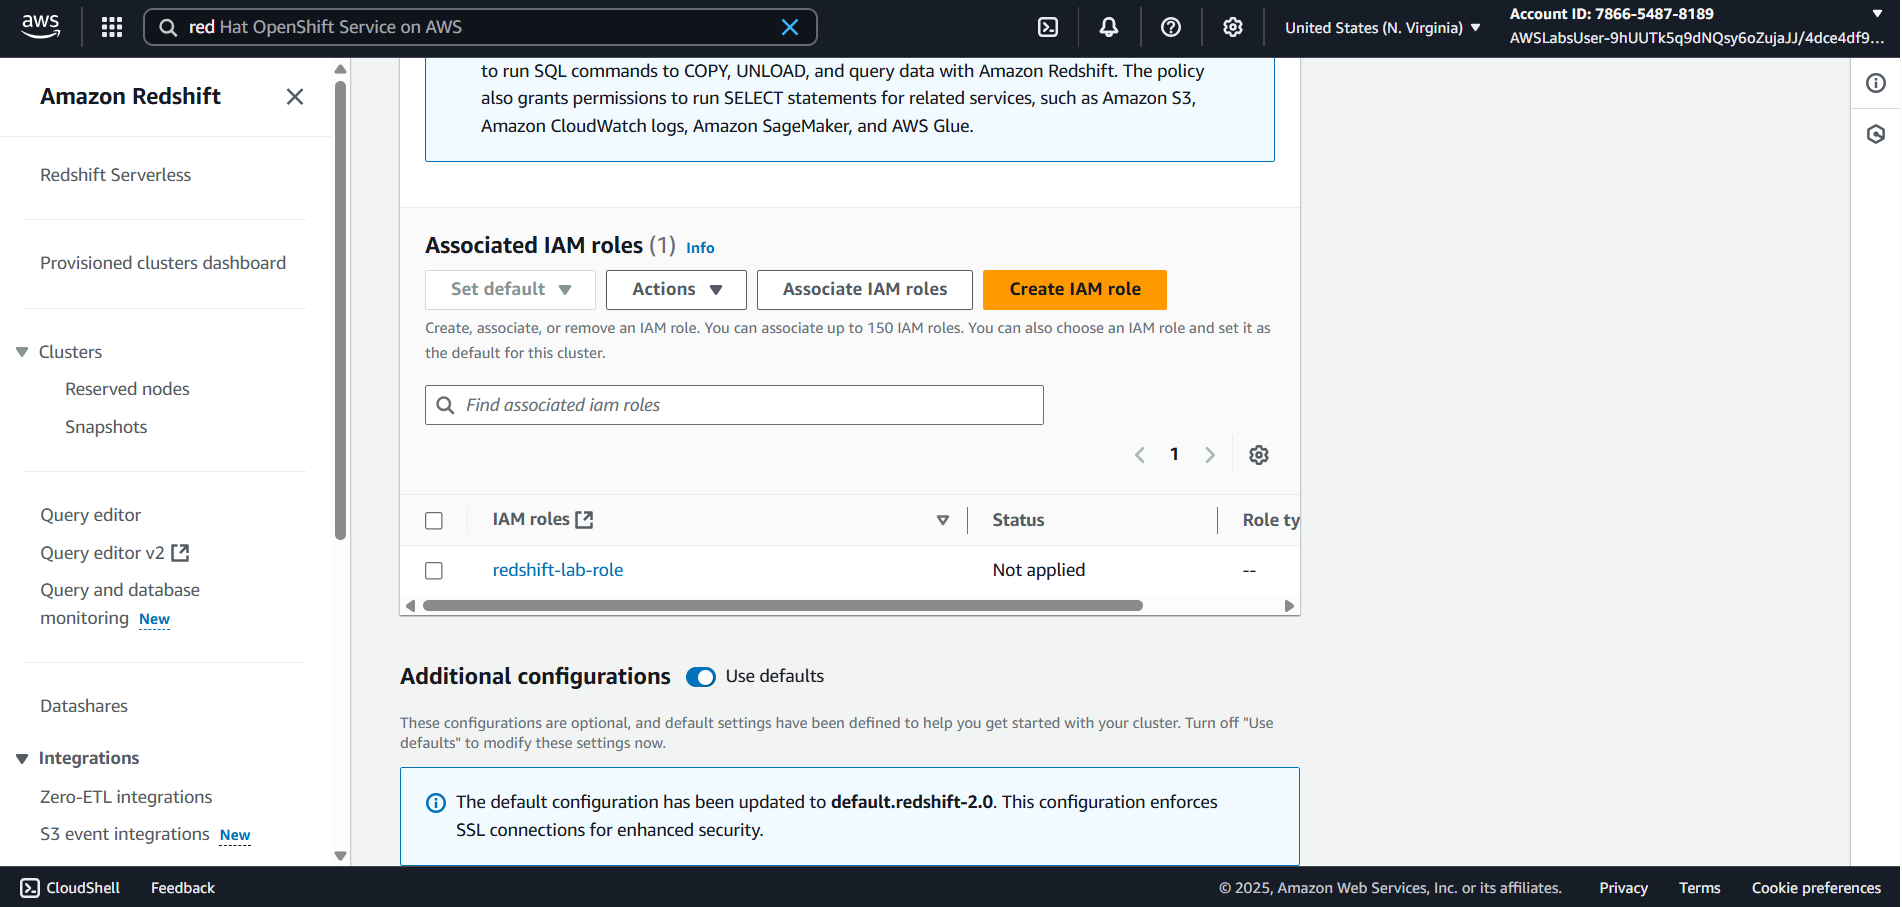 aws
red Hat OpenShift Service on AWS
United States (N. Virginia)
Account ID: 7866-5487-8189
AWSLabsUser-9hUUTk5q9dNQsy6oZujaJJ/4dce4df9...
Amazon Redshift
Redshift Serverless
Provisioned clusters dashboard
Clusters
Reserved nodes
Snapshots
Query editor
Query editor v2
Query and database
monitoring New
Datashares
Integrations
Zero-ETL integrations
S3 event integrations New
to run SQL commands to COPY, UNLOAD, and query data with Amazon Redshift. The policy
also grants permissions to run SELECT statements for related services, such as Amazon S3,
Amazon CloudWatch logs, Amazon SageMaker, and AWS Glue.
Associated IAM roles (1) Info
Set default Actions Associate IAM roles Create IAM role
Create, associate, or remove an IAM role. You can associate up to 150 IAM roles. You can also choose an IAM role and set it as
the default for this cluster.
Find associated iam roles
1
IAM roles Status Role ty
redshift-lab-role Not applied --
Additional configurations Use defaults
These configurations are optional, and default settings have been defined to help you get started with your cluster. Turn off "Use
defaults" to modify these settings now.
The default configuration has been updated to default.redshift-2.0. This configuration enforces
SSL connections for enhanced security.
CloudShell Feedback © 2025, Amazon Web Services, Inc. or its affiliates. Privacy Terms Cookie preferences